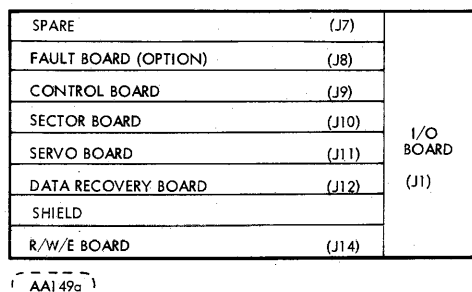 SPARE (J7)
FAULT BOARD (OPTION) (J8)
CONTROL BOARD (J9)
SECTOR BOARD (J10)
SERVO BOARD (J11)
DATA RECOVERY BOARD (J12)
SHIELD
R/W/E BOARD (J14)
I/O
BOARD
(J1)
AA149a